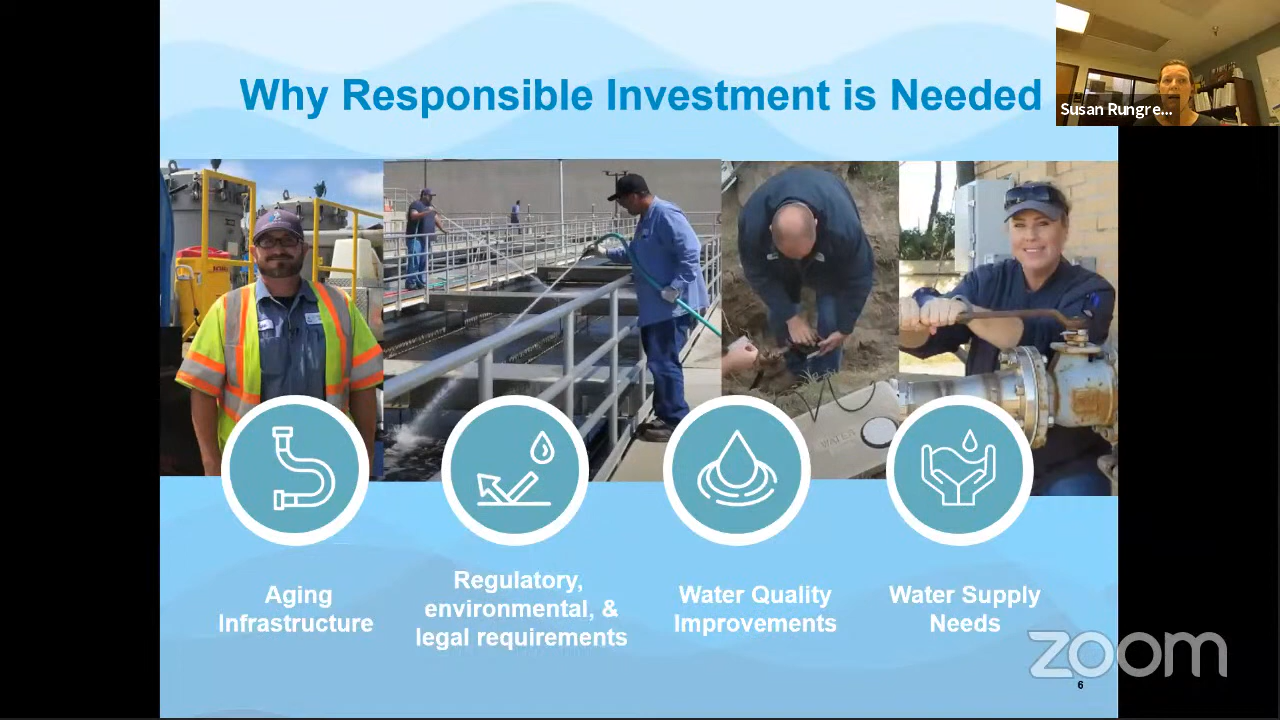 Why Responsible Investment is Needed
Susan Rungre...
WATER
Aging
Infrastructure
Regulatory,
environmental, &
legal requirements
Water Quality
Improvements
Water Supply
Needs
zoom
6